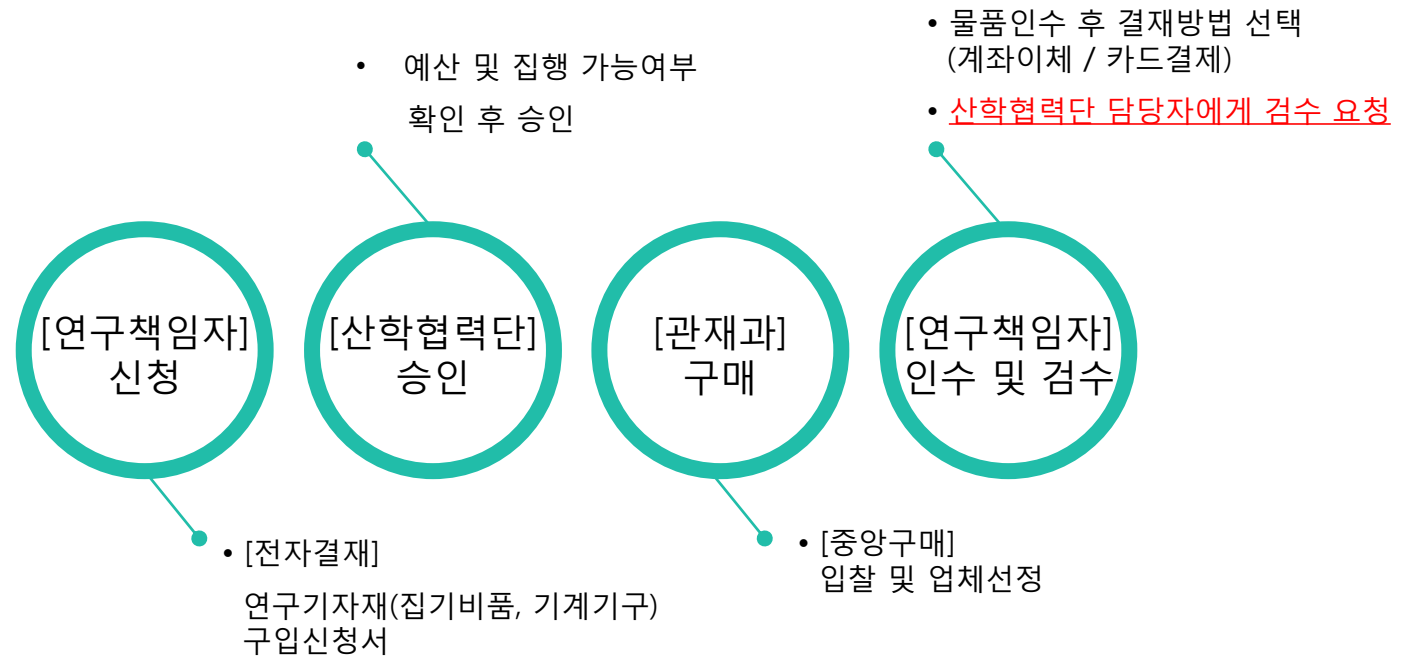 • 물품인수 후 결재방법 선택
(계좌이체 / 카드결제)
• 산학협력단 담당자에게 검수 요청
• 예산 및 집행 가능여부
확인 후 승인
[연구책임자]
신청
[산학협력단]
승인
[관재과]
구매
[연구책임자]
인수 및 검수
• [전자결재]
연구기자재(집기비품, 기계기구)
구입신청서
• [중앙구매]
입찰 및 업체선정